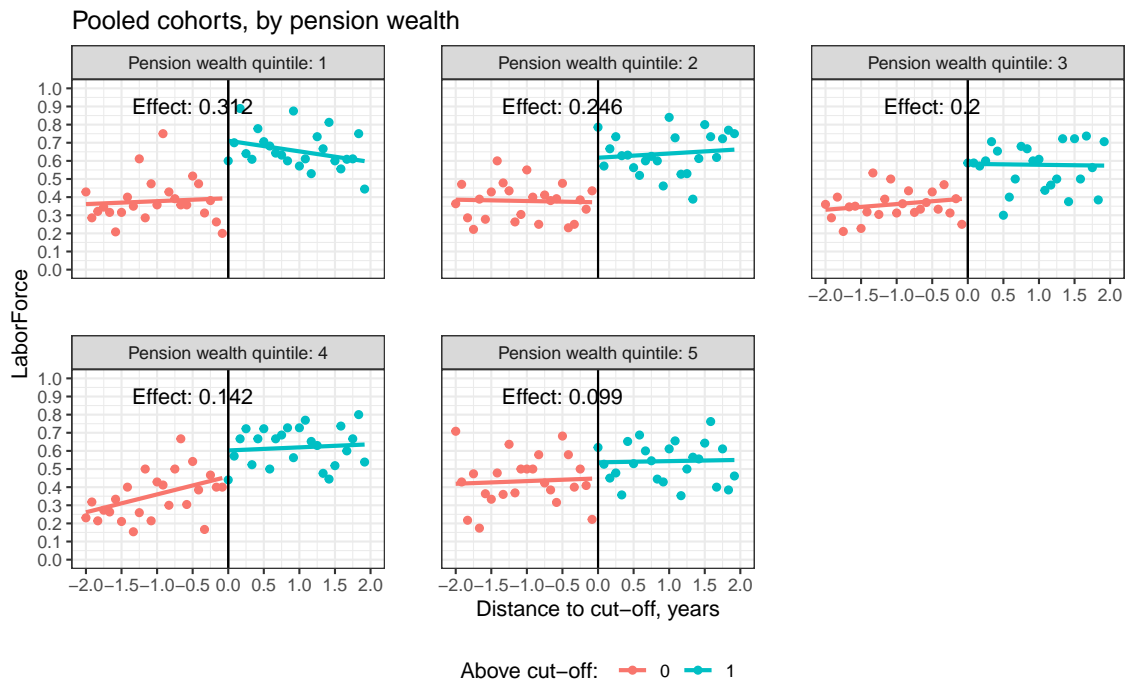 Pooled cohorts, by pension wealth
Pension wealth quintile: 1
Pension wealth quintile: 2
Pension wealth quintile: 3
Effect: 0.312
Effect: 0.246
Effect: 0.2
1.0
0.9
0.8
0.7
0.6
0.5
0.4
0.3
0.2
0.1
0.0
−2.0−1.5−1.0−0.5 0.0 0.5 1.0 1.5 2.0
LaborForce
Pension wealth quintile: 4
Pension wealth quintile: 5
Effect: 0.142
Effect: 0.099
1.0
0.9
0.8
0.7
0.6
0.5
0.4
0.3
0.2
0.1
0.0
−2.0−1.5−1.0−0.5 0.0 0.5 1.0 1.5 2.0
−2.0−1.5−1.0−0.5 0.0 0.5 1.0 1.5 2.0
Distance to cut−off, years
Above cut−off: 0 1